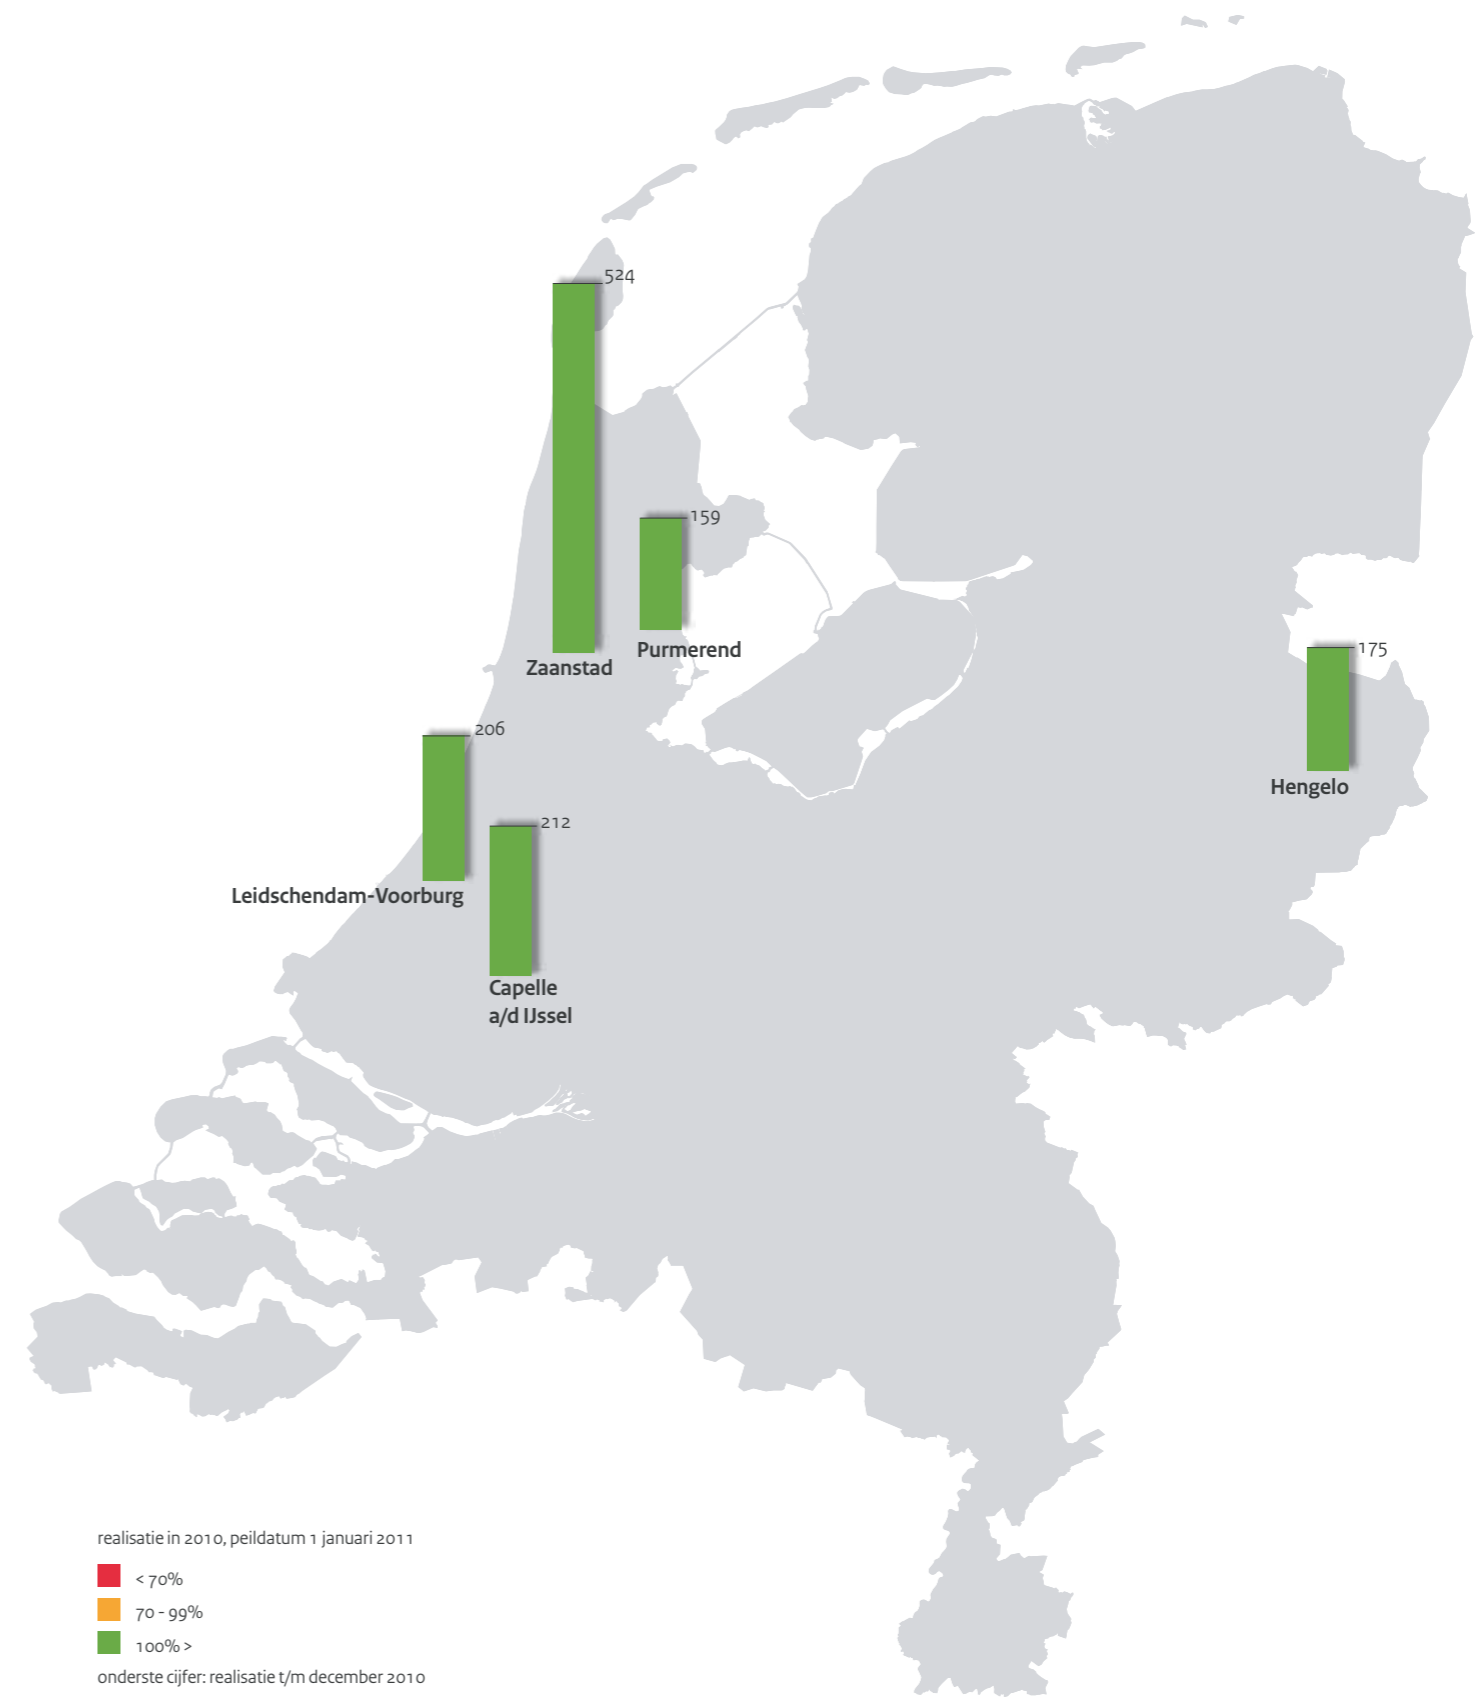 524
159
Purmerend
Zaanstad
175
Hengelo
206
212
Leidschendam-Voorburg
Capelle
a/d IJssel
realisatie in 2010, peildatum 1 januari 2011
< 70%
70 - 99%
100% >
onderste cijfer: realisatie t/m december 2010